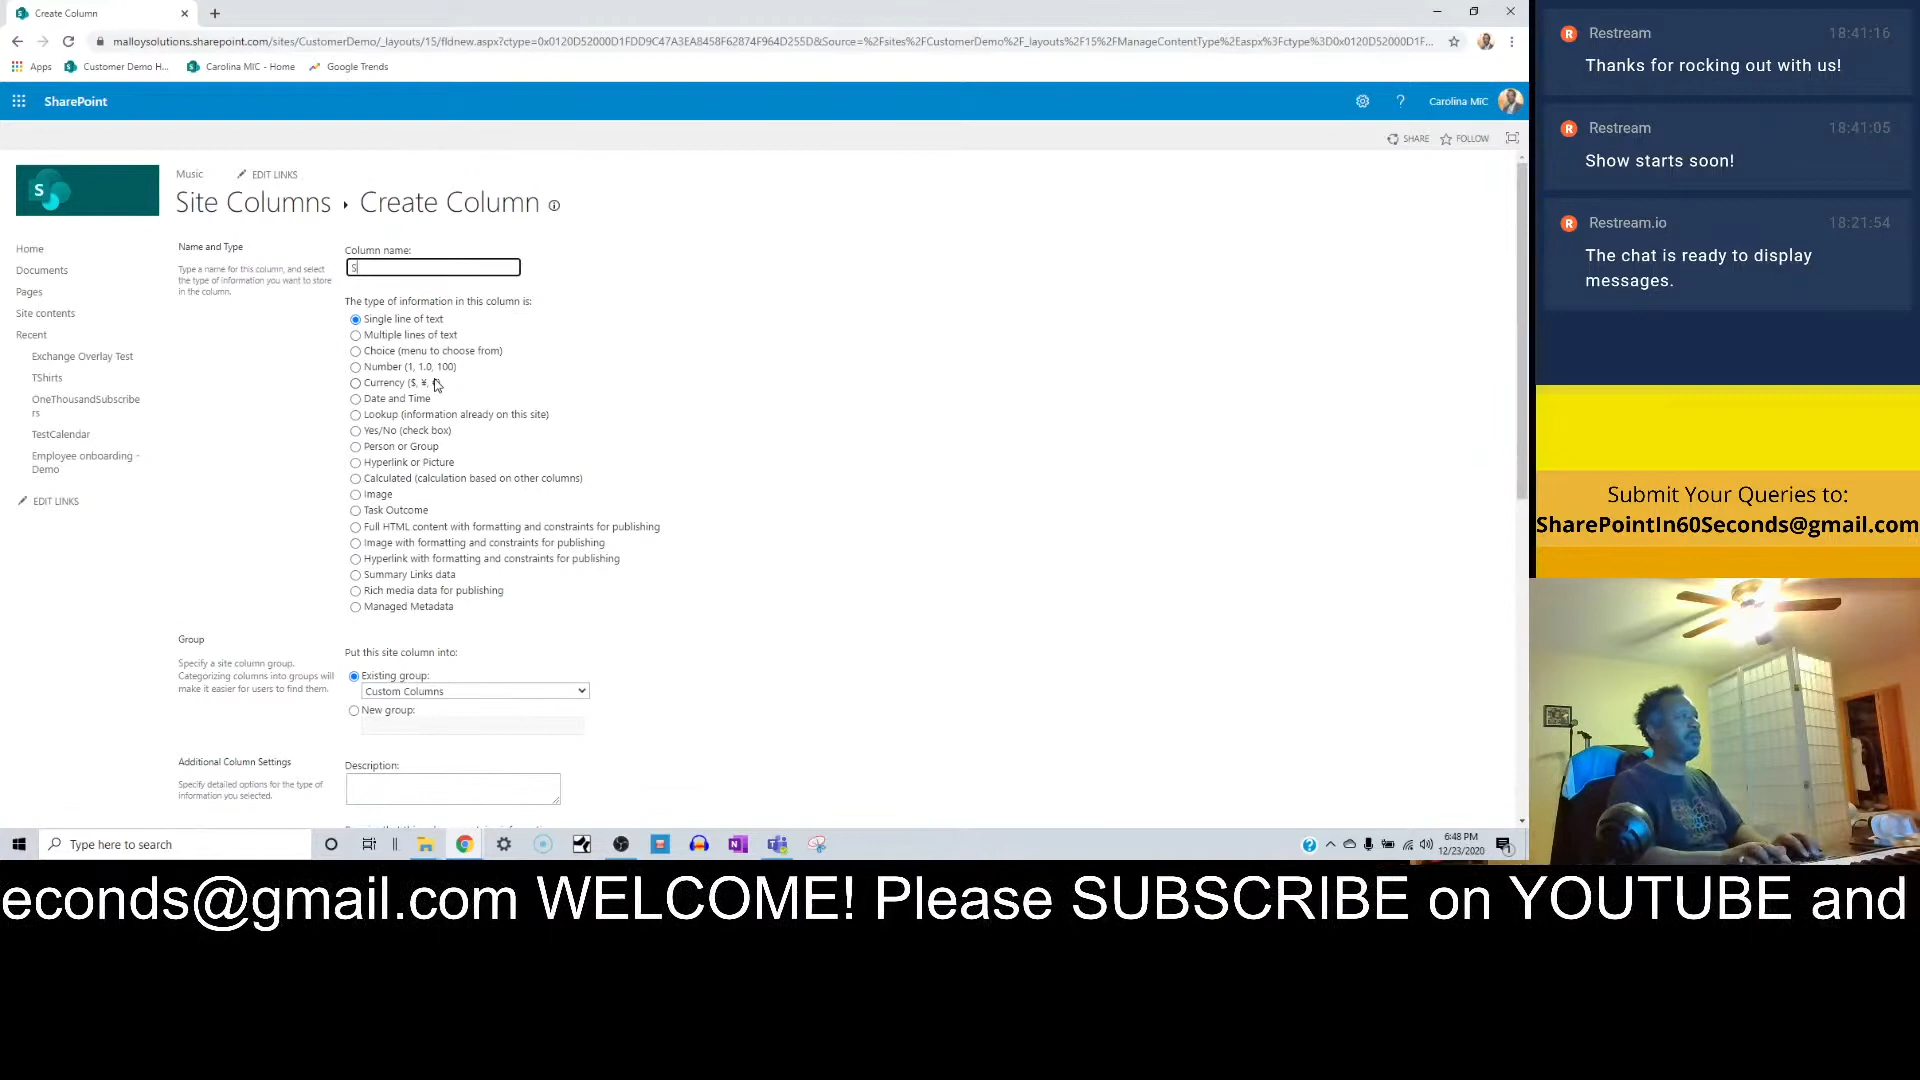 Create Column
malloysolutions.sharepoint.com/sites/CustomerDemo/_layouts/15/fldnew.aspx?ctype=0x0120D52000D1FDD9C47A3EA8458F62874F964D255D&Source=%2Fsites%2FCustomerDemo%2F_layouts%2F15%2FManageContentType%2Easpx%3Fctype%3D0x0120D52000D1F...
Apps
Customer Demo H...
Carolina MIC - Home
Google Trends
SharePoint
?
Carolina MIC
SHARE
FOLLOW
S
Music
EDIT LINKS
Site Columns ▸ Create Column
Home
Documents
Pages
Site contents
Recent
Exchange Overlay Test
TShirts
OneThousandSubscribe
rs
TestCalendar
Employee onboarding -
Demo
EDIT LINKS
Name and Type
Type a name for this column, and select
the type of information you want to store
in the column.
Column name:
S
The type of information in this column is:
Single line of text
Multiple lines of text
Choice (menu to choose from)
Number (1, 1.0, 100)
Currency ($, ¥,
Date and Time
Lookup (information already on this site)
Yes/No (check box)
Person or Group
Hyperlink or Picture
Calculated (calculation based on other columns)
Image
Task Outcome
Full HTML content with formatting and constraints for publishing
Image with formatting and constraints for publishing
Hyperlink with formatting and constraints for publishing
Summary Links data
Rich media data for publishing
Managed Metadata
Group
Specify a site column group.
Categorizing columns into groups will
make it easier for users to find them.
Put this site column into:
Existing group:
Custom Columns
New group:
Additional Column Settings
Specify detailed options for the type of
information you selected.
Description:
Type here to search
6:48 PM
12/23/2020
Restream
18:41:16
Thanks for rocking out with us!
Restream
18:41:05
Show starts soon!
Restream.io
18:21:54
The chat is ready to display
messages.
Submit Your Queries to:
SharePointIn60Seconds@gmail.com
econds@gmail.com WELCOME! Please SUBSCRIBE on YOUTUBE and